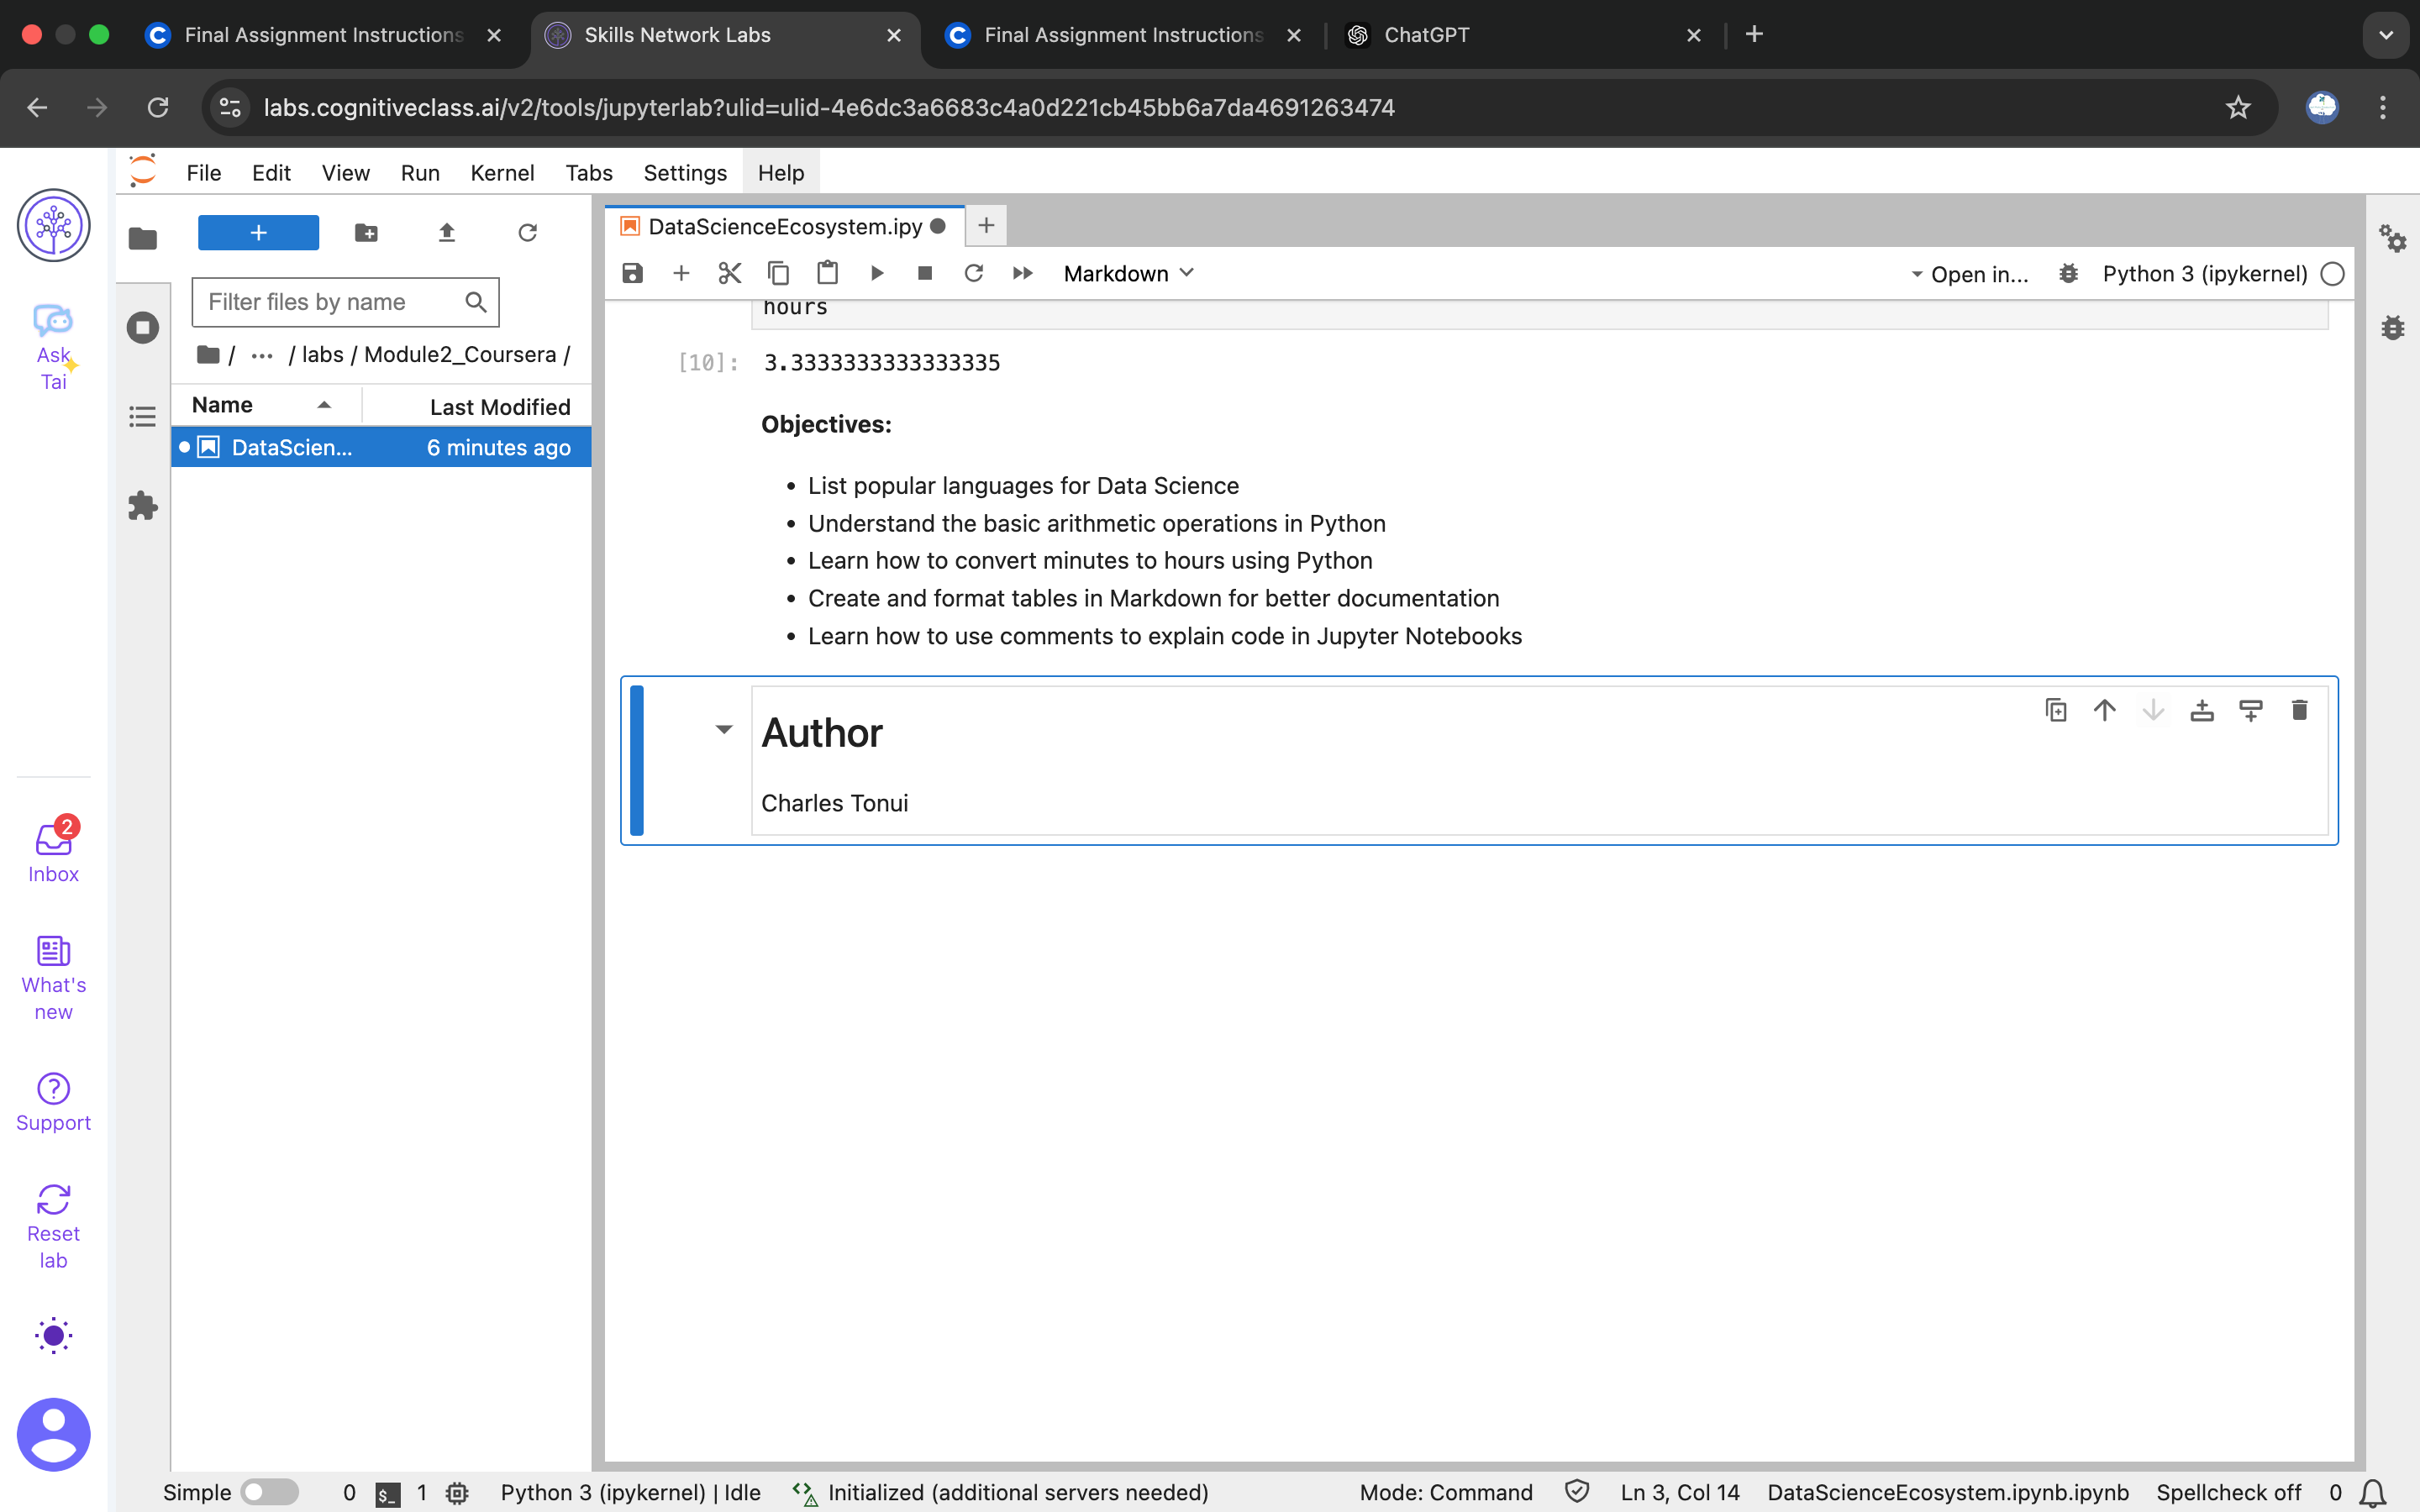 Final Assignment Instructions
Skills Network Labs
Final Assignment Instructions
ChatGPT
labs.cognitiveclass.ai/v2/tools/jupyterlab?ulid=ulid-4e6dc3a6683c4a0d221cb45bb6a7da4691263474
File Edit View Run Kernel Tabs Settings Help
Ask
Tai
Filter files by name
/ ... / labs / Module2_Coursera /
Name Last Modified
DataScien... 6 minutes ago
DataScienceEcosystem.ipy
Markdown Open in... Python 3 (ipykernel)
hours
[10]: 3.3333333333333335
Objectives:
• List popular languages for Data Science
• Understand the basic arithmetic operations in Python
• Learn how to convert minutes to hours using Python
• Create and format tables in Markdown for better documentation
• Learn how to use comments to explain code in Jupyter Notebooks
Author
Charles Tonui
2
Inbox
What's
new
Support
Reset
lab
Simple 0 $_ 1 Python 3 (ipykernel) | Idle Initialized (additional servers needed) Mode: Command Ln 3, Col 14 DataScienceEcosystem.ipynb.ipynb Spellcheck off 0